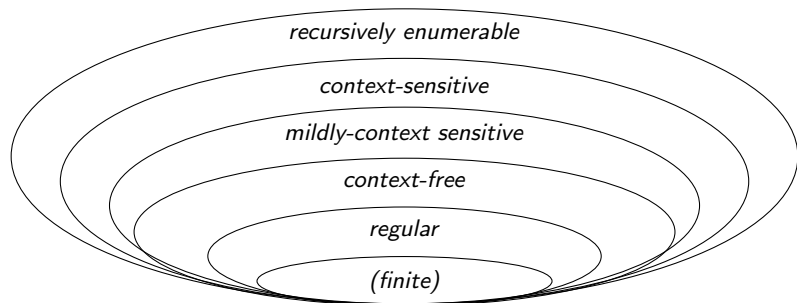 recursively enumerable
context-sensitive
mildly-context sensitive
context-free
regular
(finite)